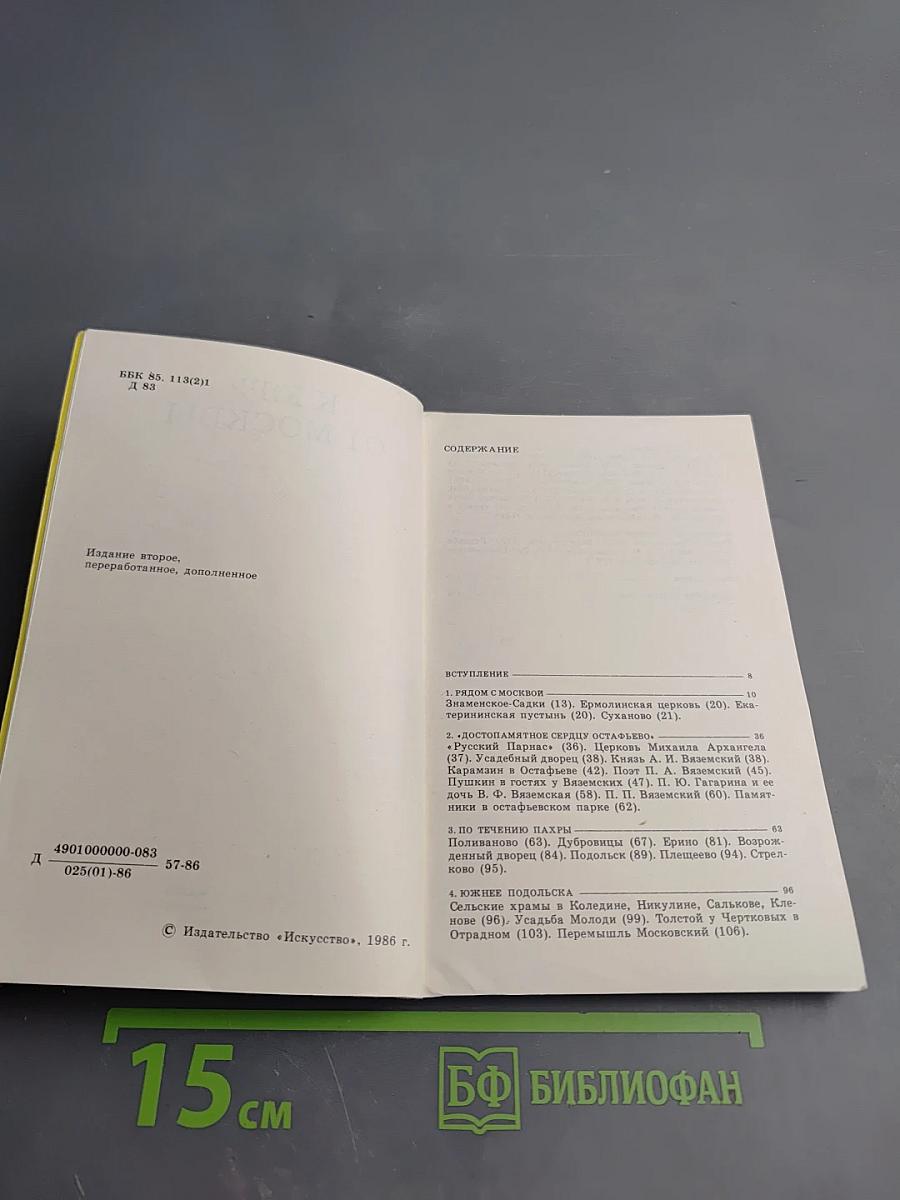 ББК 85. 113(2)1
Д 83
Издание второе,
переработанное, дополненное
Д 4901000000-083 57-86
025(01)-86
© Издательство «Искусство», 1986 г.
СОДЕРЖАНИЕ
ВСТУПЛЕНИЕ 8
1. РЯДОМ С МОСКВОЙ 10
Знаменское-Садки (13). Ермолинская церковь (20). Ека-
терининская пустынь (20). Суханово (21).
2. «ДОСТОПАМЯТНОЕ СЕРДЦУ ОСТАФЬЕВО» 36
«Русский Парнас» (36). Церковь Михаила Архангела
(37). Усадебный дворец (38). Князь А. И. Вяземский (38).
Карамзин в Остафьеве (42). Поэт П. А. Вяземский (45).
Пушкин в гостях у Вяземских (47). П. Ю. Гагарина и ее
дочь В. Ф. Вяземская (58). П. П. Вяземский (60). Памят-
ники в остафьевском парке (62).
3. ПО ТЕЧЕНИЮ ПАХРЫ 63
Поливаново (63). Дубровицы (67). Ерино (81). Возрож-
денный дворец (84). Подольск (89). Плещеево (94). Стрел-
ково (95).
4. ЮЖНЕЕ ПОДОЛЬСКА 96
Сельские храмы в Коледине, Никулине, Салькове, Кле-
нове (96). Усадьба Молоди (99). Толстой у Чертковых в
Отрадном (103). Перемышль Московский (106).
15 см
БФ БИБЛИОФАН